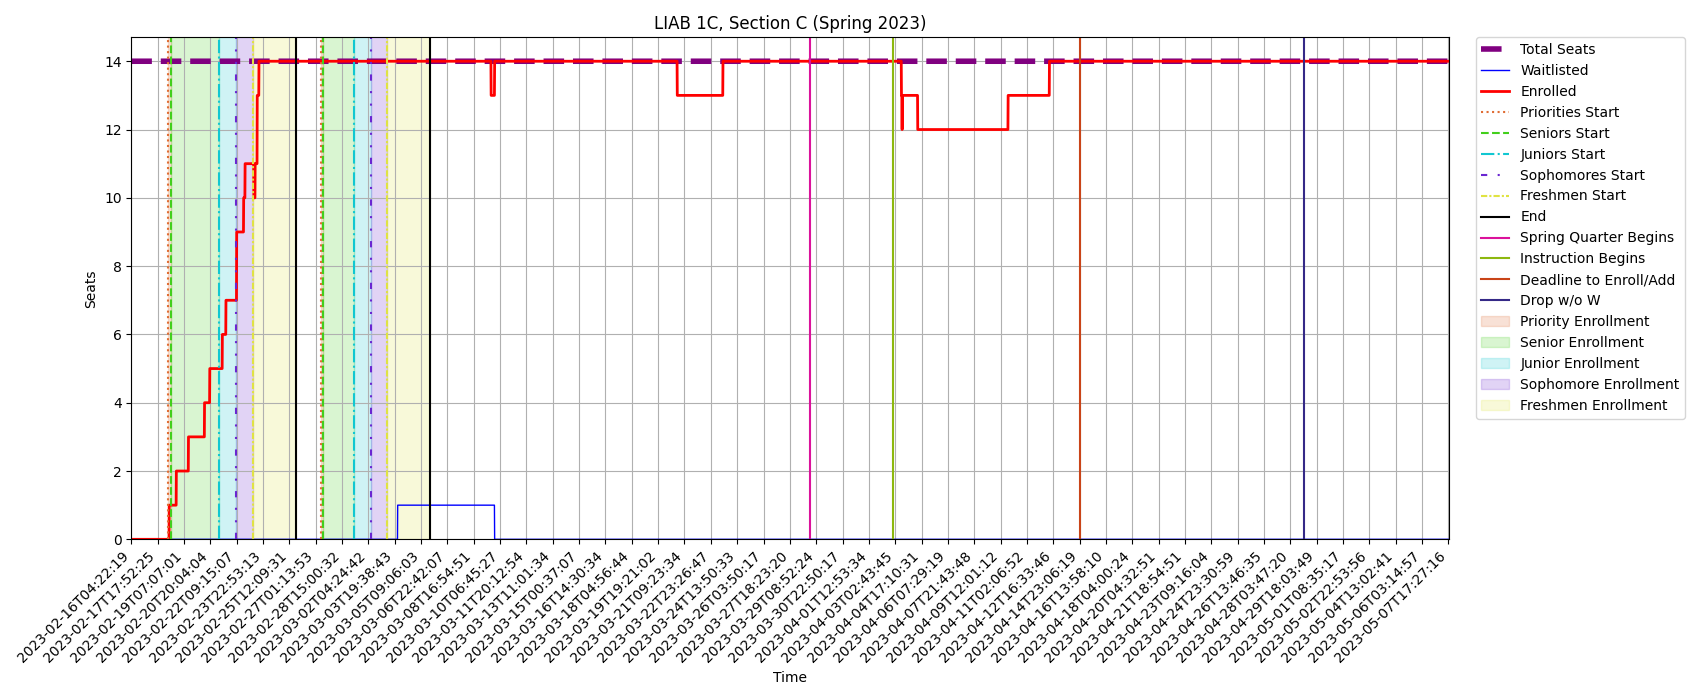 LIAB 1C, Section C (Spring 2023)
Seats
14
12
10
8
6
4
2
0
2023-02-16T04:22:19
2023-02-17T17:52:25
2023-02-19T07:07:01
2023-02-20T20:04:04
2023-02-22T09:15:07
2023-02-23T22:53:13
2023-02-25T12:09:31
2023-02-27T01:13:53
2023-02-28T15:00:32
2023-03-02T04:24:42
2023-03-03T19:38:43
2023-03-05T09:06:03
2023-03-06T22:42:07
2023-03-08T16:54:51
2023-03-10T06:45:27
2023-03-11T20:12:54
2023-03-13T11:01:34
2023-03-15T00:37:07
2023-03-16T14:30:34
2023-03-18T04:56:44
2023-03-19T19:21:02
2023-03-21T09:23:34
2023-03-22T23:26:47
2023-03-24T13:50:33
2023-03-26T03:50:17
2023-03-27T18:23:20
2023-03-29T08:52:24
2023-03-30T22:50:17
2023-04-01T12:53:34
2023-04-03T02:43:45
2023-04-04T17:10:31
2023-04-06T07:29:19
2023-04-07T21:43:48
2023-04-09T12:01:12
2023-04-11T02:06:52
2023-04-12T16:33:46
2023-04-14T23:06:19
2023-04-16T13:58:10
2023-04-18T04:00:24
2023-04-20T04:32:51
2023-04-21T18:54:51
2023-04-23T09:16:04
2023-04-24T23:30:59
2023-04-26T13:46:35
2023-04-28T03:47:20
2023-04-29T18:03:49
2023-05-01T08:35:17
2023-05-02T22:53:56
2023-05-04T13:02:41
2023-05-06T03:14:57
2023-05-07T17:27:16
Time
Total Seats
Waitlisted
Enrolled
Priorities Start
Seniors Start
Juniors Start
Sophomores Start
Freshmen Start
End
Spring Quarter Begins
Instruction Begins
Deadline to Enroll/Add
Drop w/o W
Priority Enrollment
Senior Enrollment
Junior Enrollment
Sophomore Enrollment
Freshmen Enrollment